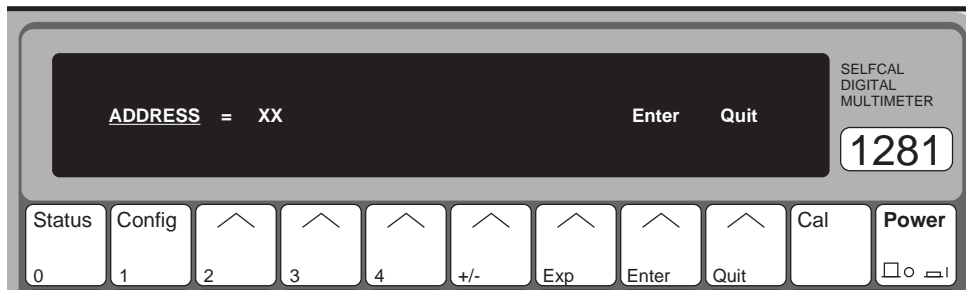 SELFCAL
DIGITAL
MULTIMETER
ADDRESS = XX Enter Quit
1281
Status Config Cal Power
0 1 2 3 4 +/- Exp Enter Quit